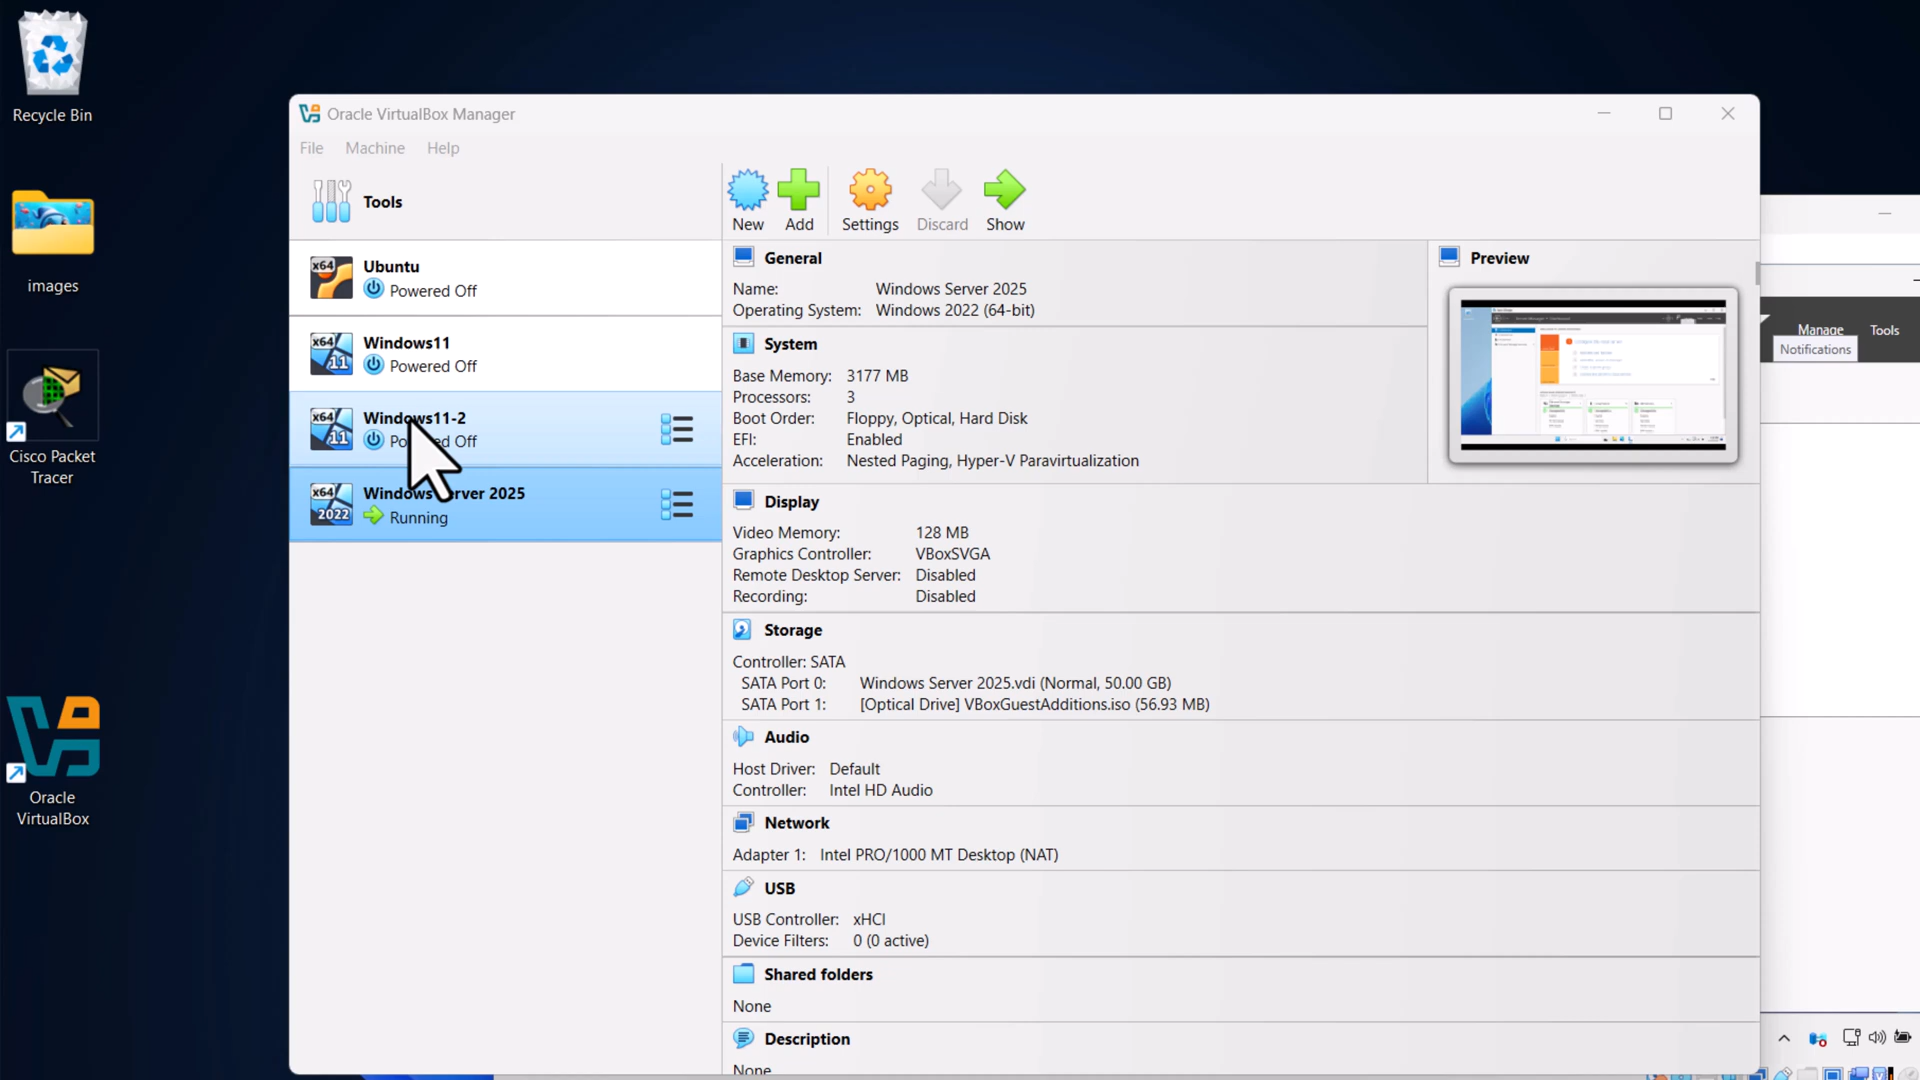 Recycle Bin
images
Cisco Packet
Tracer
Oracle
VirtualBox
Oracle VirtualBox Manager
File Machine Help
Tools
New Add Settings Discard Show
x64
Ubuntu
Powered Off
x64
11
Windows11
Powered Off
x64
11
Windows11-2
Off
x64
2022
Running
General
Name: Windows Server 2025
Operating System: Windows 2022 (64-bit)
System
Base Memory: 3177 MB
Processors: 3
Boot Order: Floppy, Optical, Hard Disk
EFI: Enabled
Acceleration: Nested Paging, Hyper-V Paravirtualization
Display
Video Memory: 128 MB
Graphics Controller: VBoxSVGA
Remote Desktop Server: Disabled
Recording: Disabled
Storage
Controller: SATA
SATA Port 0: Windows Server 2025.vdi (Normal, 50.00 GB)
SATA Port 1: [Optical Drive] VBoxGuestAdditions.iso (56.93 MB)
Audio
Host Driver: Default
Controller: Intel HD Audio
Network
Adapter 1: Intel PRO/1000 MT Desktop (NAT)
USB
USB Controller: xHCI
Device Filters: 0 (0 active)
Shared folders
None
Description
None
Preview
Manage Tools
Notifications